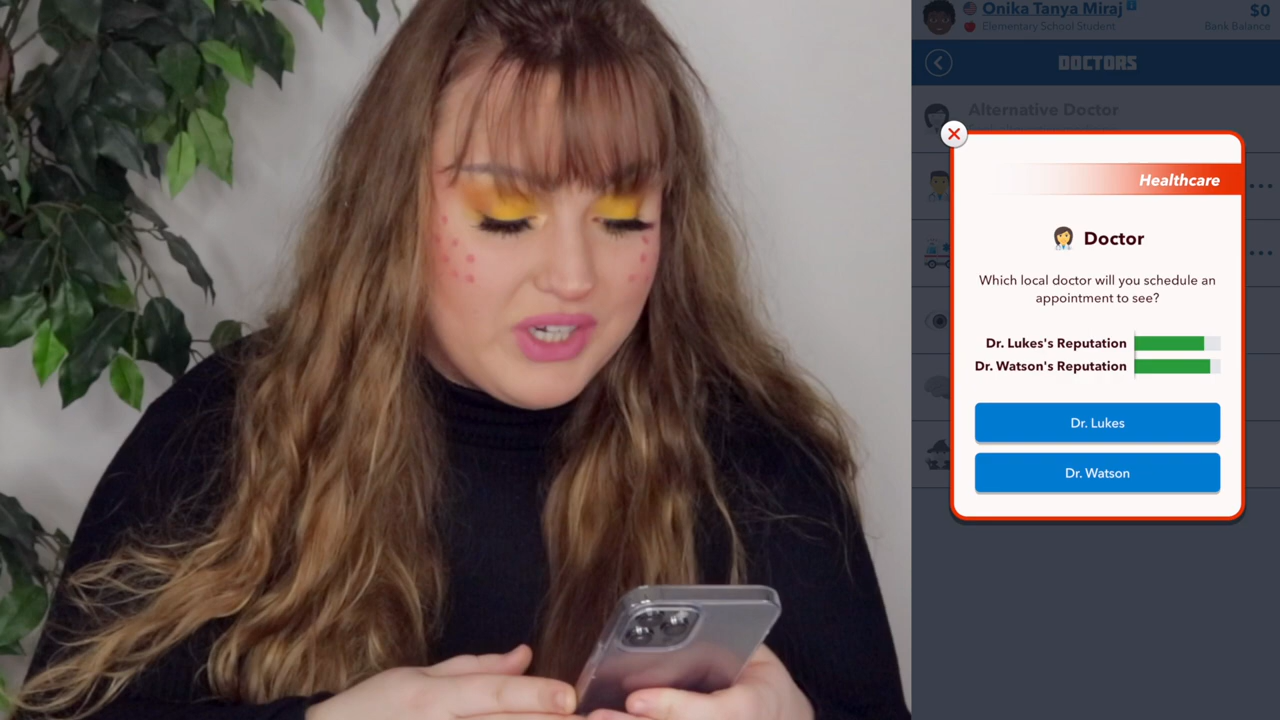 Onika Tanya Miraj
$0
Elementary School Student
Bank Balance
DOCTORS
Alternative Doctor
Healthcare
Doctor
Which local doctor will you schedule an
appointment to see?
Dr. Lukes's Reputation
Dr. Watson's Reputation
Dr. Lukes
Dr. Watson